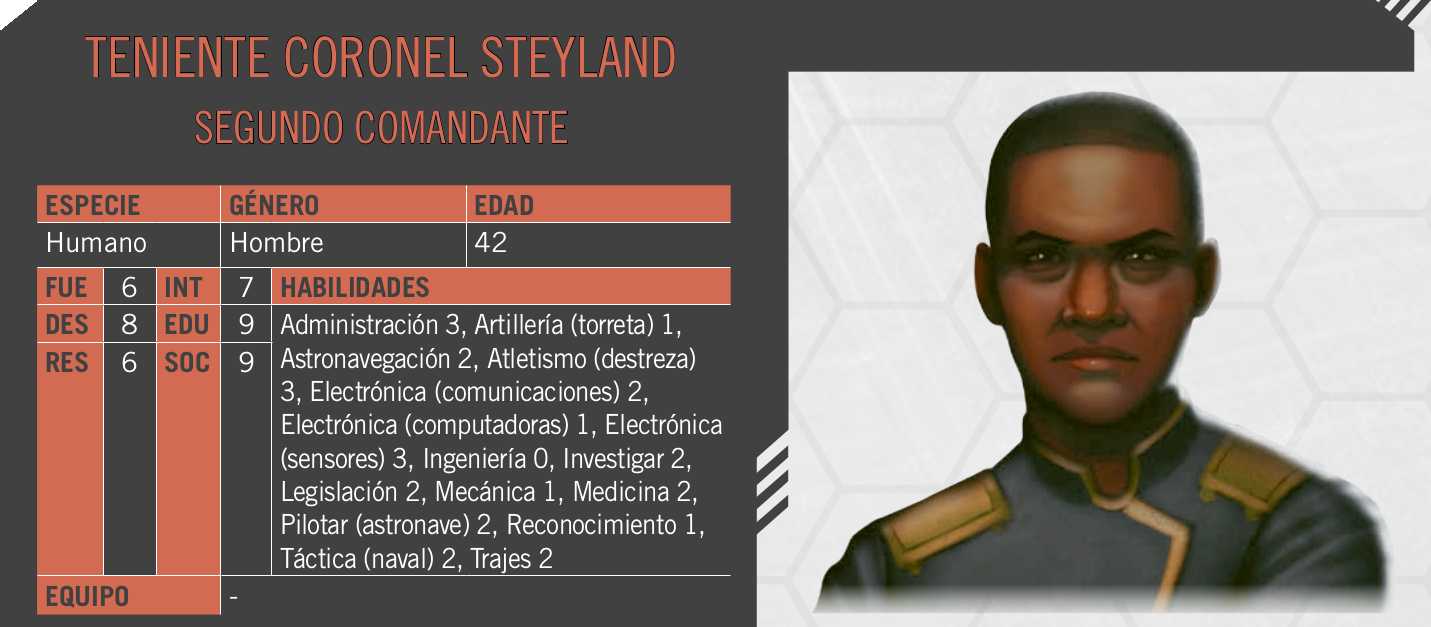 TENIENTE CORONEL STEYLAND
SEGUNDO COMANDANTE
ESPECIE GÉNERO EDAD
Humano Hombre 42
FUE 6 INT 7 HABILIDADES
DES 8 EDU 9
RES 6 SOC 9
Administración 3, Artillería (torreta) 1,
Astronavegación 2, Atletismo (destreza)
3, Electrónica (comunicaciones) 2,
Electrónica (computadoras) 1, Electrónica
(sensores) 3, Ingeniería 0, Investigar 2,
Legislación 2, Mecánica 1, Medicina 2,
Pilotar (astronave) 2, Reconocimiento 1,
Táctica (naval) 2, Trajes 2
EQUIPO -